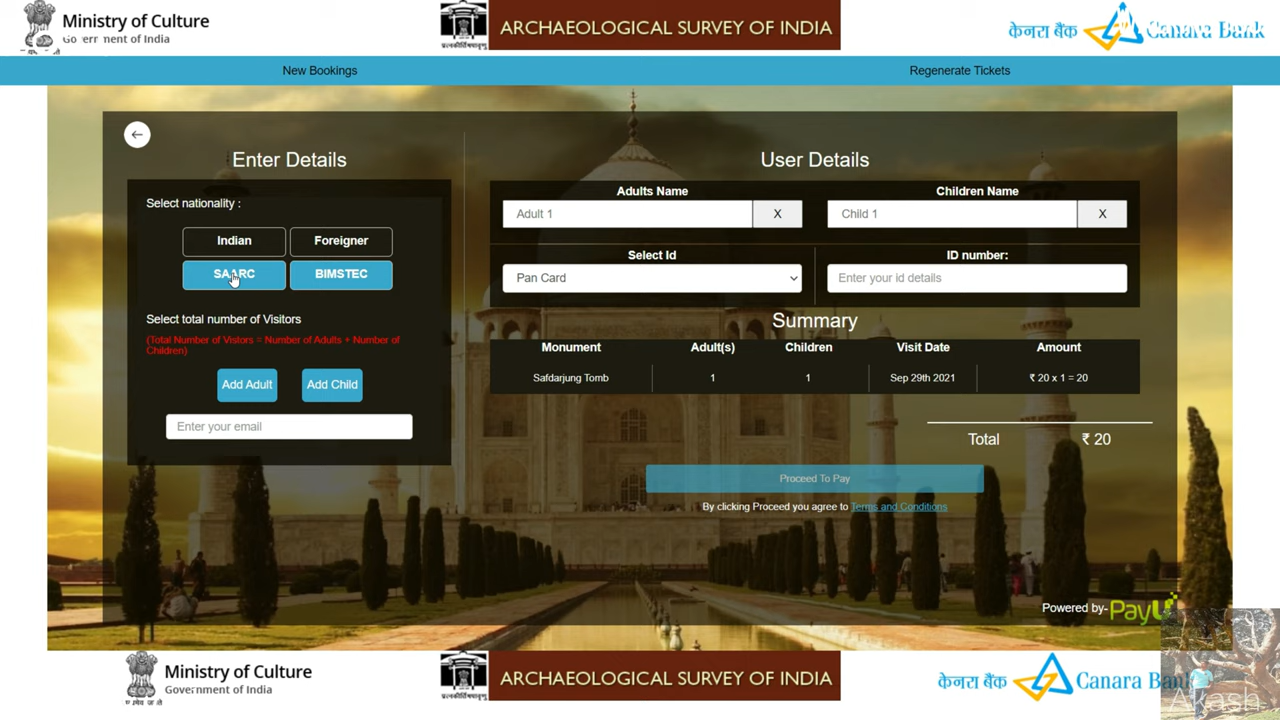 Ministry of Culture
Government of India
ARCHAEOLOGICAL SURVEY OF INDIA
केनरा बैंक Canara Bank
New Bookings
Regenerate Tickets
Enter Details
Select nationality :
Indian
Foreigner
SAARC
BIMSTEC
Select total number of Visitors
(Total Number of Vistors = Number of Adults + Number of
Children)
Add Adult
Add Child
Enter your email
User Details
Adults Name
Children Name
Adult 1
X
Child 1
X
Select Id
ID number:
Pan Card
Enter your id details
Summary
Monument Adult(s) Children Visit Date Amount
Safdarjung Tomb 1 1 Sep 29th 2021 ₹ 20 x 1 = 20
Total ₹ 20
Proceed To Pay
By clicking Proceed you agree to Terms and Conditions
Powered by- PayU
Ministry of Culture
Government of India
ARCHAEOLOGICAL SURVEY OF INDIA
केनरा बैंक Canara Bank
Akash